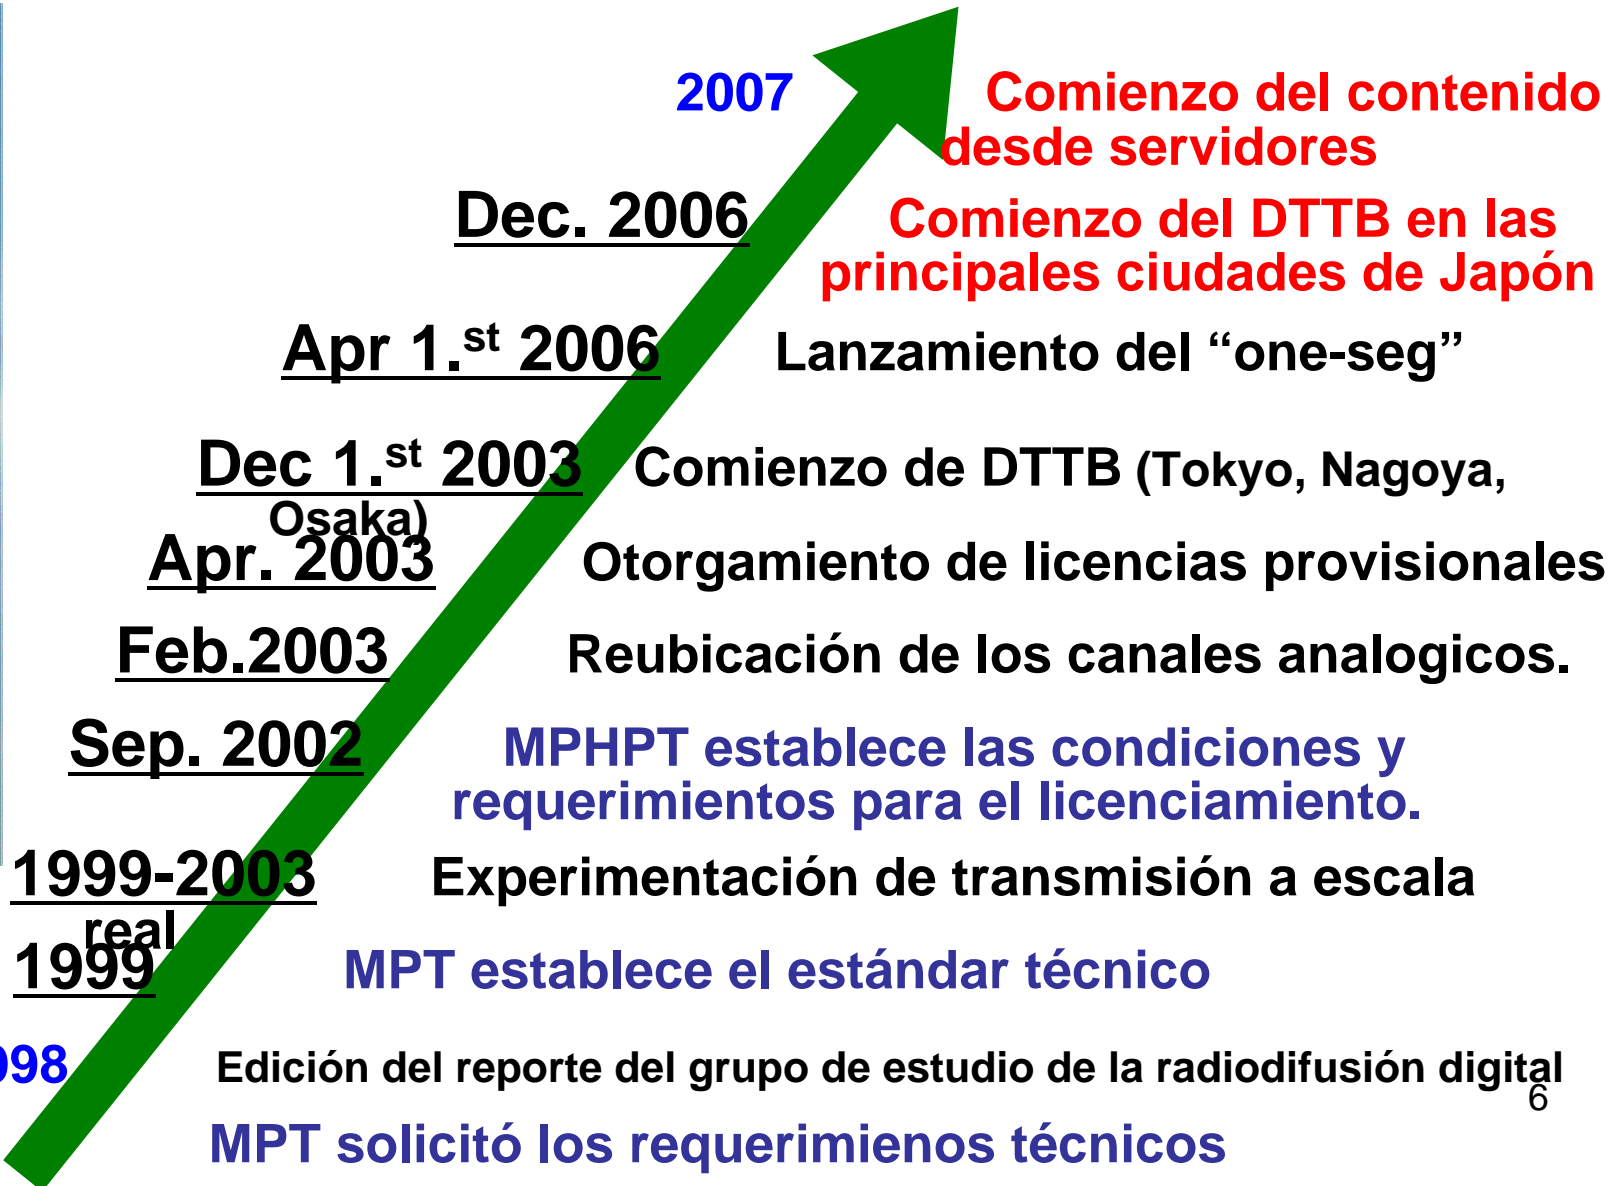 2007 Comienzo del contenido
desde servidores
Dec. 2006 Comienzo del DTTB en las
principales ciudades de Japón
Apr 1.st 2006 Lanzamiento del “one-seg”
Dec 1.st 2003 Comienzo de DTTB (Tokyo, Nagoya,
Osaka)
Apr. 2003 Otorgamiento de licencias provisionales
Feb.2003 Reubicación de los canales analogicos.
Sep. 2002 MPHPT establece las condiciones y
requerimientos para el licenciamiento.
1999-2003 Experimentación de transmisión a escala
real
1999 MPT establece el estándar técnico
98 Edición del reporte del grupo de estudio de la radiodifusión digital
6
MPT solicitó los requerimienos técnicos